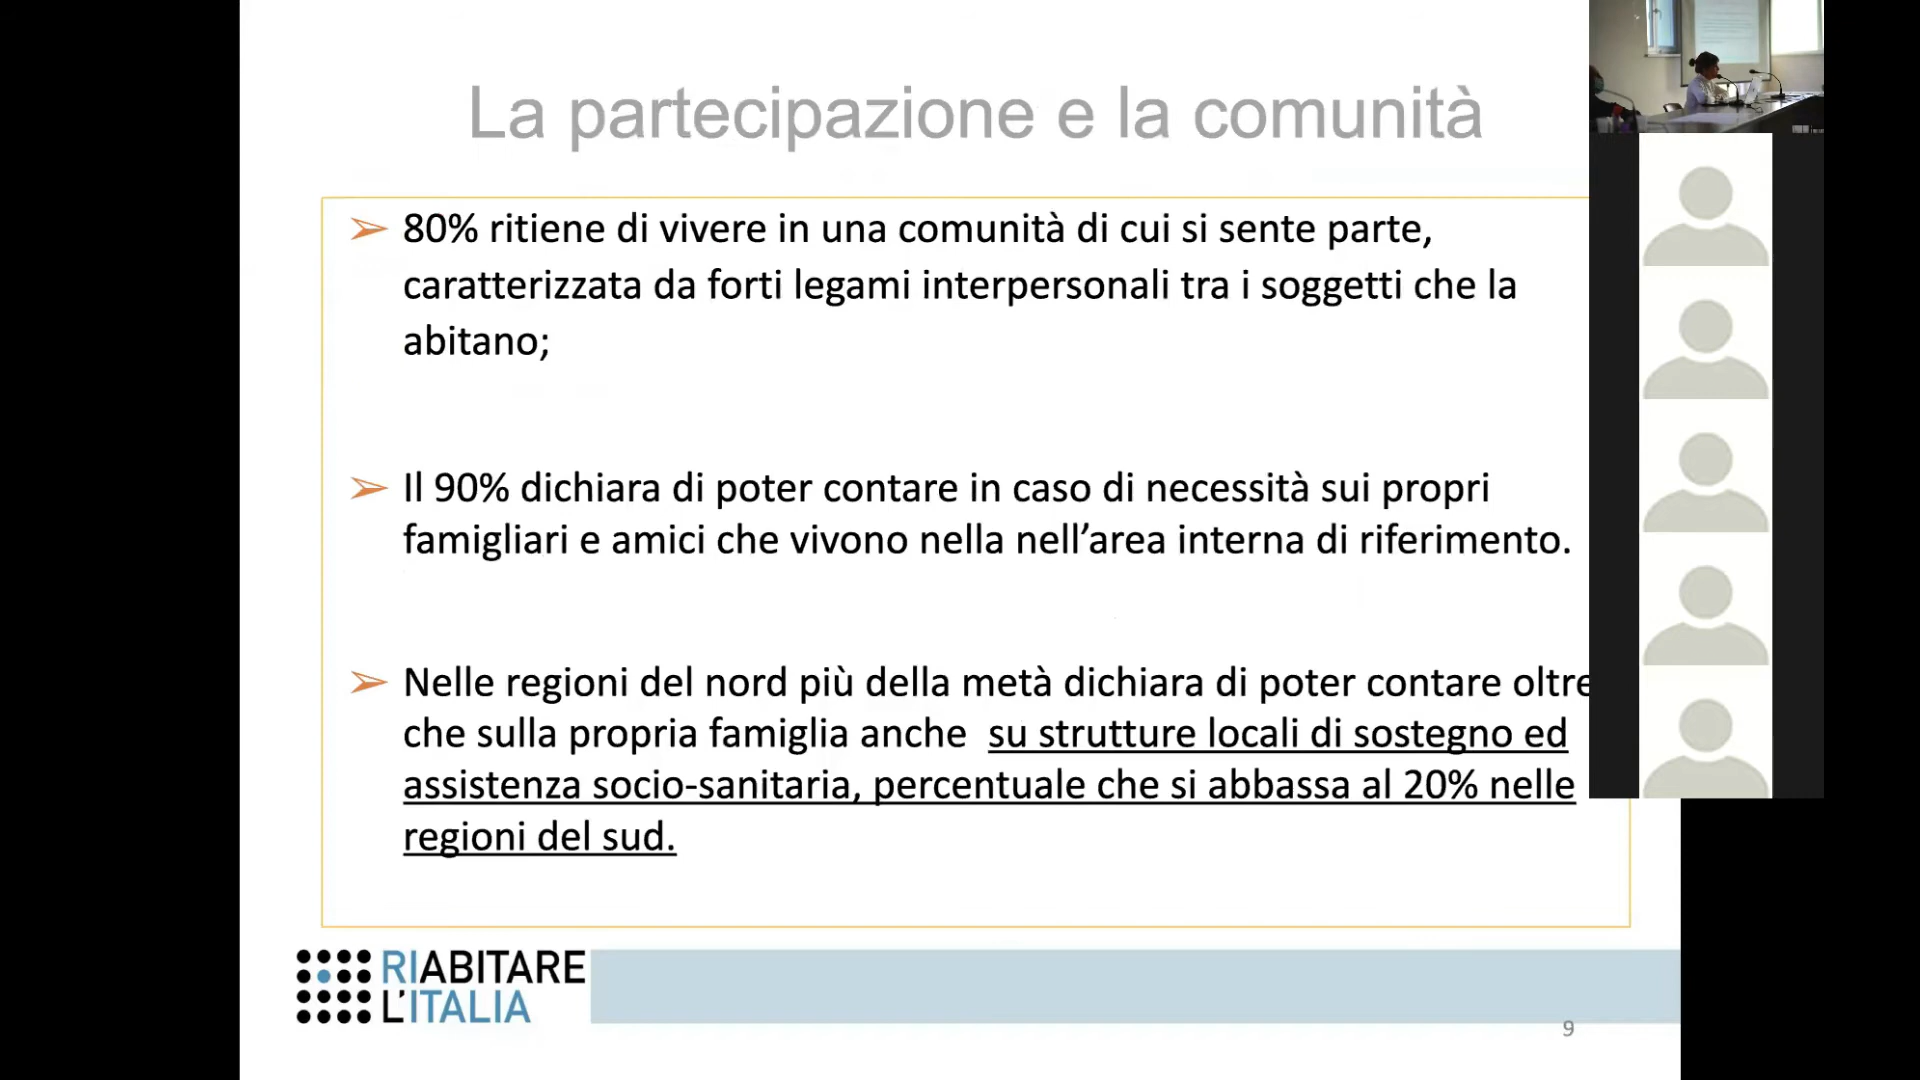 La partecipazione e la comunità
➢ 80% ritiene di vivere in una comunità di cui si sente parte,
caratterizzata da forti legami interpersonali tra i soggetti che la
abitano;
➢ Il 90% dichiara di poter contare in caso di necessità sui propri
famigliari e amici che vivono nella nell’area interna di riferimento.
➢ Nelle regioni del nord più della metà dichiara di poter contare oltre
che sulla propria famiglia anche su strutture locali di sostegno ed
assistenza socio-sanitaria, percentuale che si abbassa al 20% nelle
regioni del sud.
RIABITARE
L'ITALIA
9